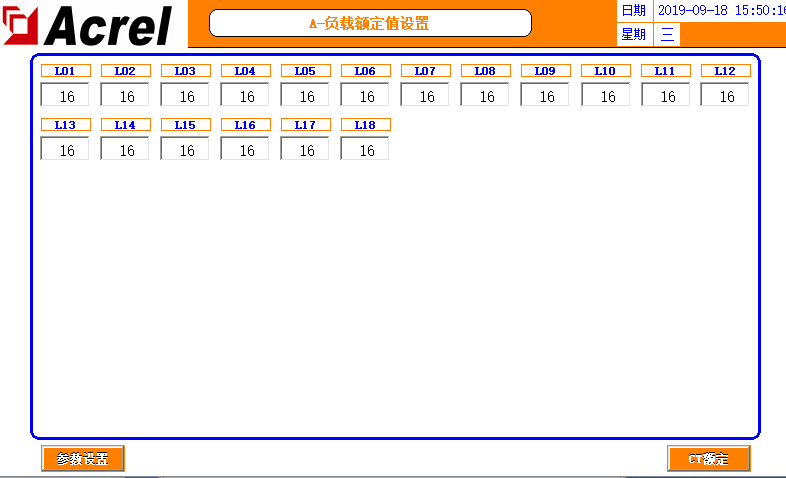 Acrel
A-负载额定值设置
日期 2019-09-18 15:50:16
星期 三
L01 L02 L03 L04 L05 L06 L07 L08 L09 L10 L11 L12
16 16 16 16 16 16 16 16 16 16 16 16
L13 L14 L15 L16 L17 L18
16 16 16 16 16 16
参数设置 CT额定